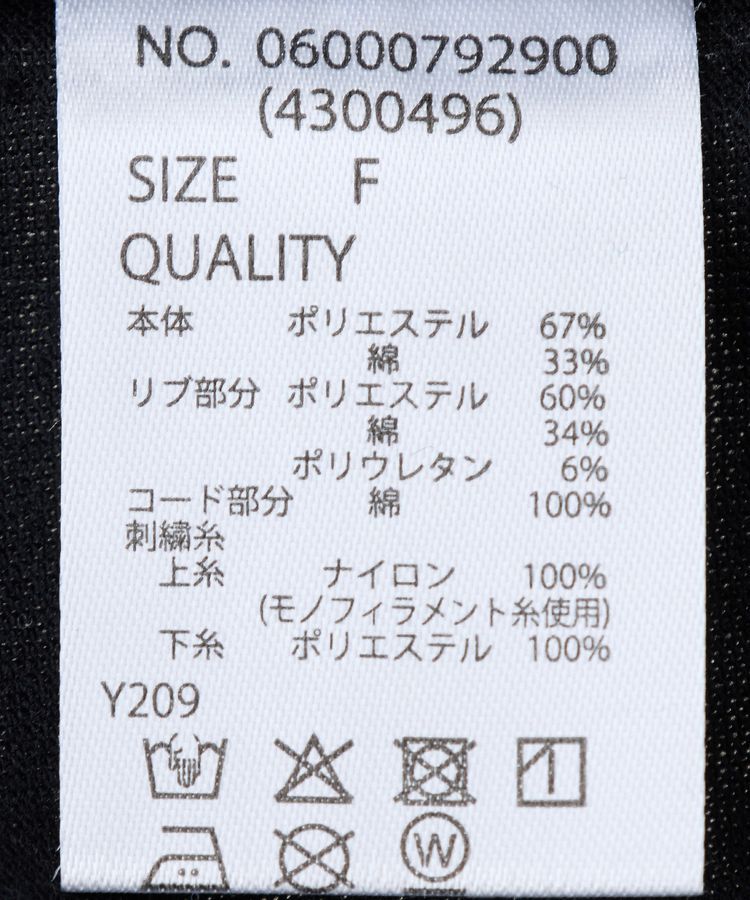 NO. 06000792900
(4300496)
SIZE F
QUALITY
本体 ポリエステル 67%
綿 33%
リブ部分 ポリエステル 60%
綿 34%
ポリウレタン 6%
コード部分 綿 100%
刺繍糸
上糸 ナイロン 100%
(モノフィラメント糸使用)
下糸 ポリエステル 100%
Y209
W